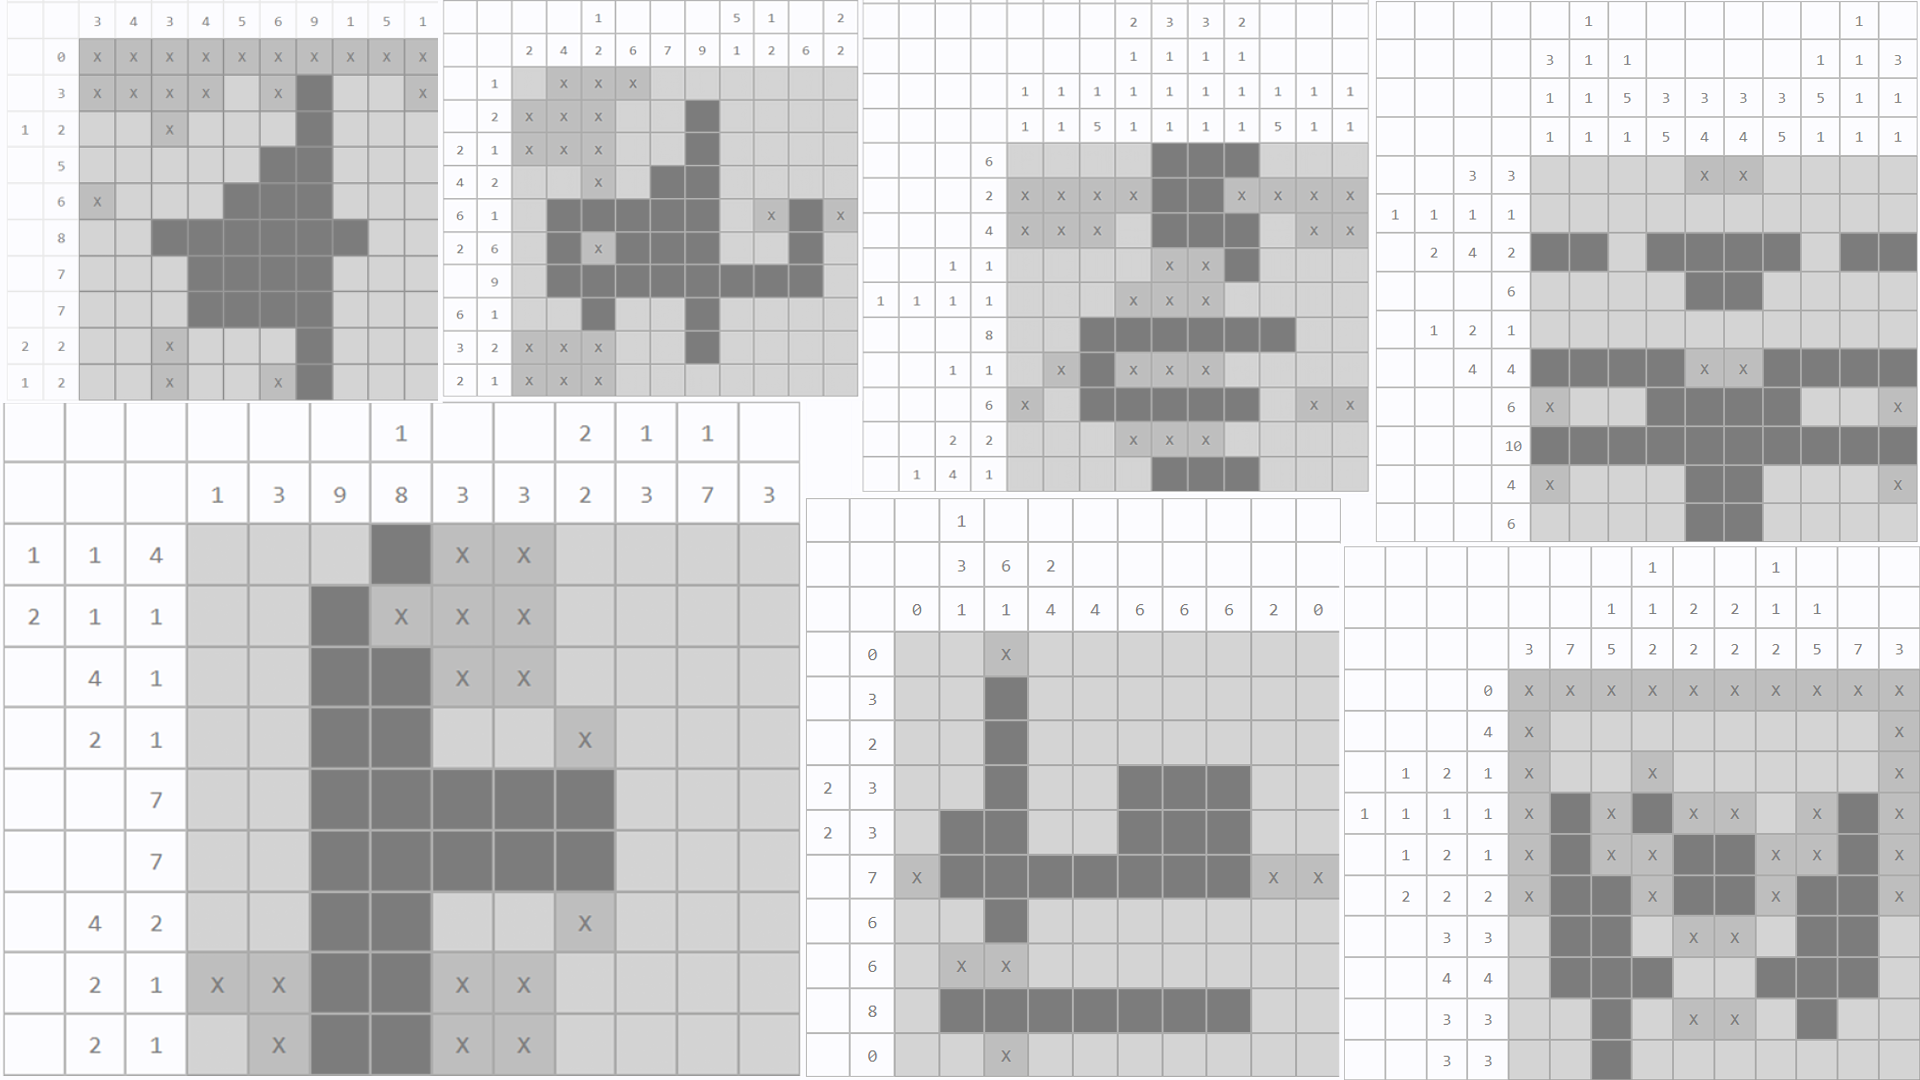 3 4 3 4 5 6 9 1 5 1
0 X X X X X X X X X X
3 X X X X X X
1 2 X
5
6 X
8
7
7
2 2 X
1 2 X X
1 5 1 2
2 4 2 6 7 9 1 2 6 2
1 X X X
2 X X X
2 1 X X X
4 2 X
6 1 X X
2 6 X
9
6 1
3 2 X X X
2 1 X X X
2 3 3 2
1 1 1 1
1 1 1 1 1 1 1 1 1 1
1 1 5 1 1 1 1 5 1 1
6
2 X X X X X X X X
4 X X X X X
1 1 X X
1 1 1 1 X X X
8
1 1 X X X X
6 X X X
2 2 X X X
1 4 1
1 1
3 1 1 1 1 3
1 1 5 3 3 3 3 5 1 1
1 1 1 5 4 4 5 1 1 1
3 3 X X
1 1 1 1
2 4 2
6
1 2 1
4 4 X X
6 X X
10
4 X X
6
1 2 1 1
1 3 9 8 3 3 2 3 7 3
1 1 4 X X
2 1 1 X X X
4 1 X X
2 1 X
7
7
4 2 X
2 1 X X X X
2 1 X X X
1
3 6 2
0 1 1 4 4 6 6 6 2 0
0 X
3
2
2 3
2 3
7 X X X
6
6 X X
8
0 X
1 1
1 1 2 2 1 1
3 7 5 2 2 2 2 5 7 3
0 X X X X X X X X X X
4 X X
1 2 1 X X X
1 1 1 1 X X X X X X
1 2 1 X X X X X X
2 2 2 X X X X
3 3 X X
4 4
3 3 X X
3 3